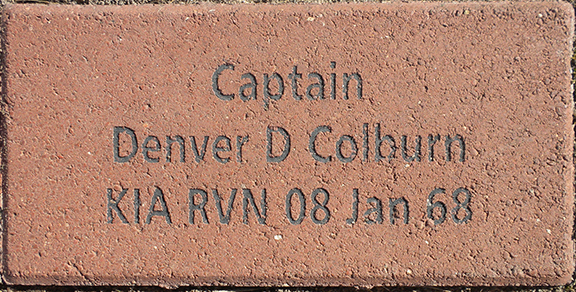 Captain
Denver D Colburn
KIA RVN 08 Jan 68